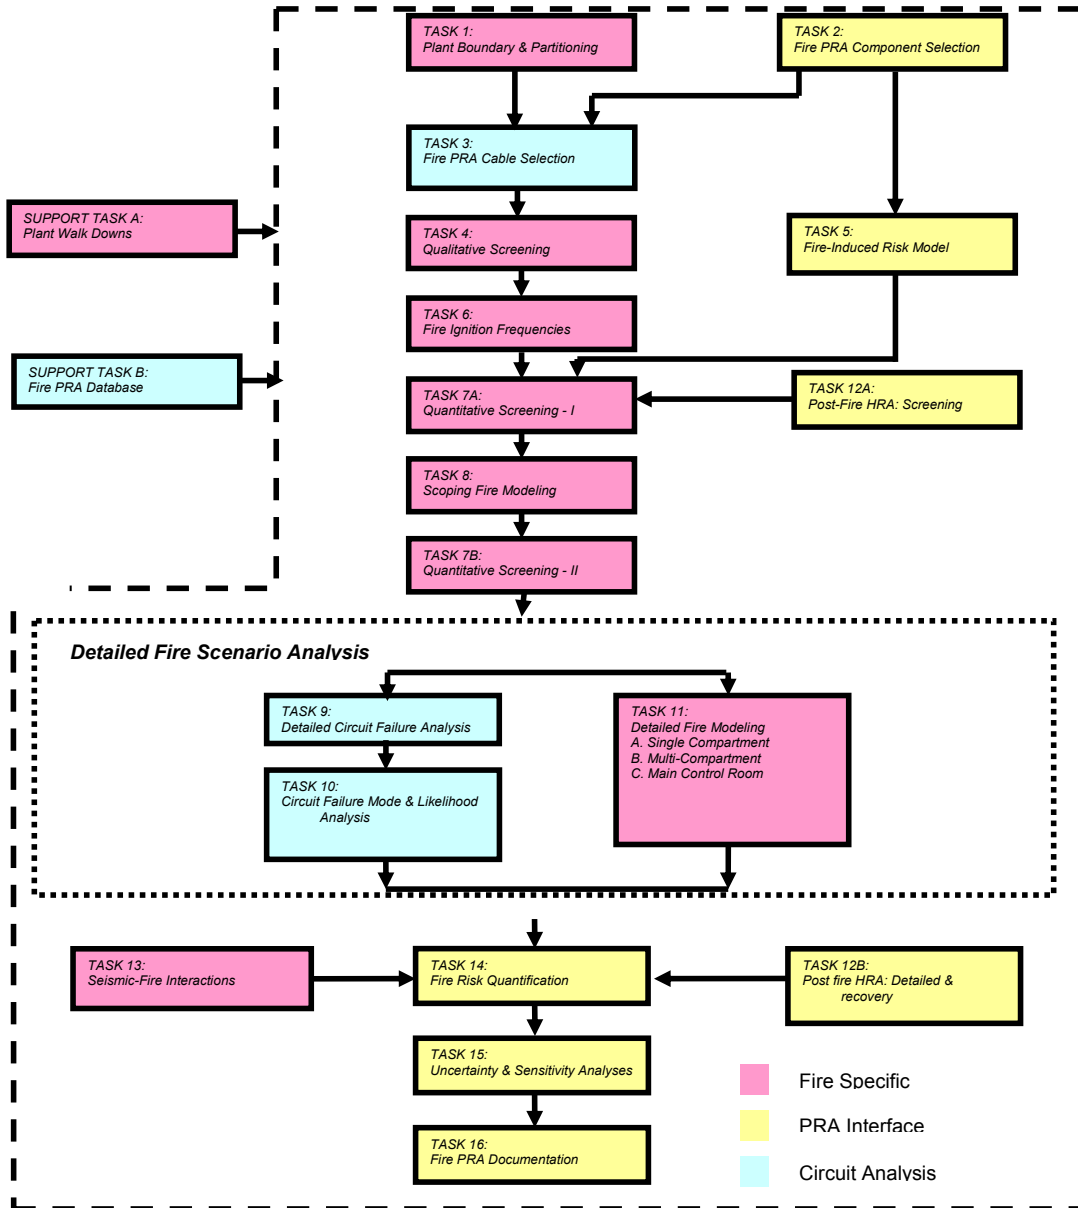 TASK 1:
Plant Boundary & Partitioning
TASK 2:
Fire PRA Component Selection
TASK 3:
Fire PRA Cable Selection
SUPPORT TASK A:
Plant Walk Downs
TASK 4:
Qualitative Screening
TASK 5:
Fire-Induced Risk Model
TASK 6:
Fire Ignition Frequencies
SUPPORT TASK B:
Fire PRA Database
TASK 7A:
Quantitative Screening - I
TASK 12A:
Post-Fire HRA: Screening
TASK 8:
Scoping Fire Modeling
TASK 7B:
Quantitative Screening - II
Detailed Fire Scenario Analysis
TASK 9:
Detailed Circuit Failure Analysis
TASK 11:
Detailed Fire Modeling
A. Single Compartment
B. Multi-Compartment
C. Main Control Room
TASK 10:
Circuit Failure Mode & Likelihood
Analysis
TASK 13:
Seismic-Fire Interactions
TASK 14:
Fire Risk Quantification
TASK 12B:
Post fire HRA: Detailed &
recovery
TASK 15:
Uncertainty & Sensitivity Analyses
TASK 16:
Fire PRA Documentation
Fire Specific
PRA Interface
Circuit Analysis